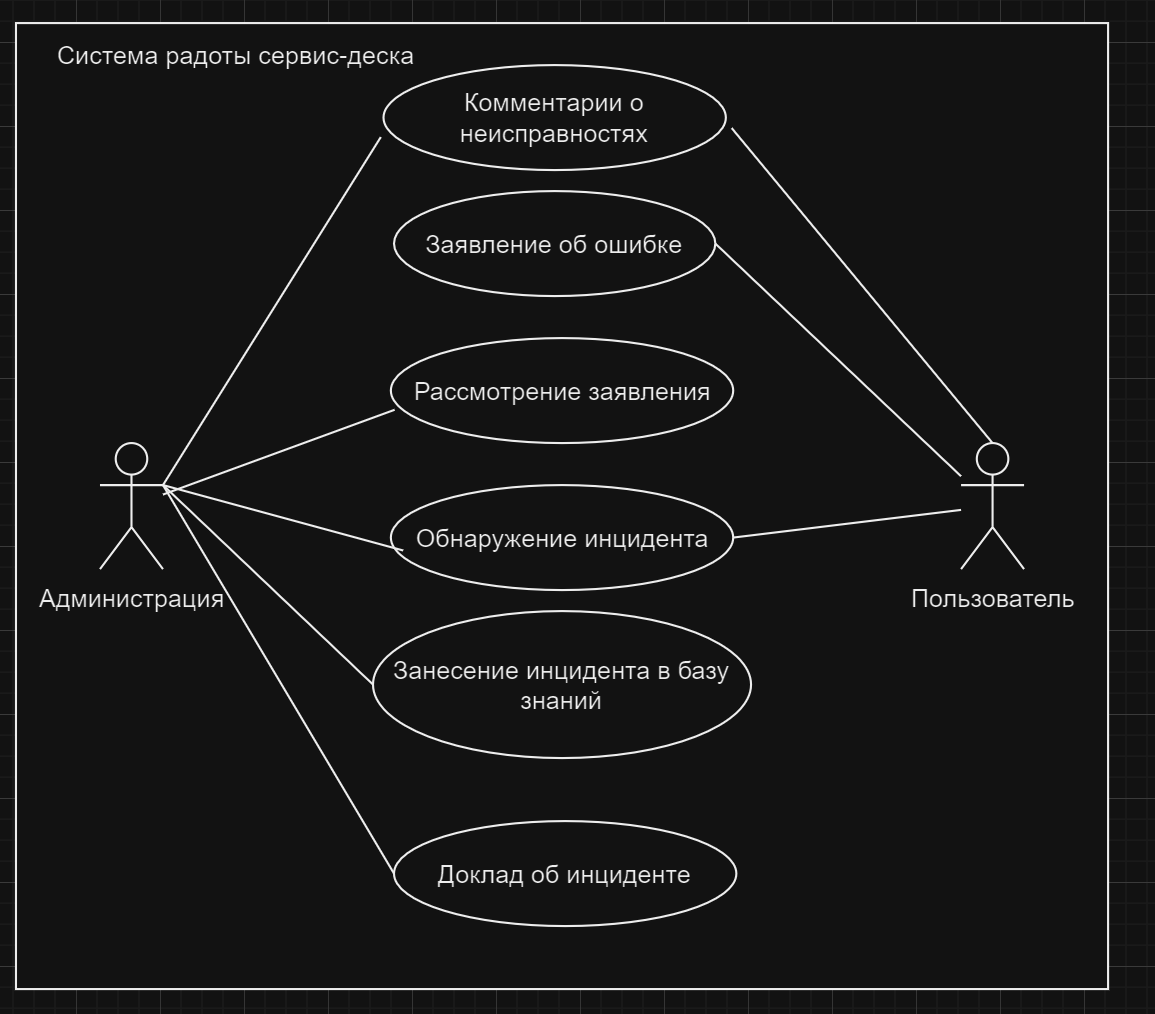 Система радоты сервис-деска
Комментарии о
неисправностях
Заявление об ошибке
Рассмотрение заявления
Обнаружение инцидента
Администрация
Пользователь
Занесение инцидента в базу
знаний
Доклад об инциденте